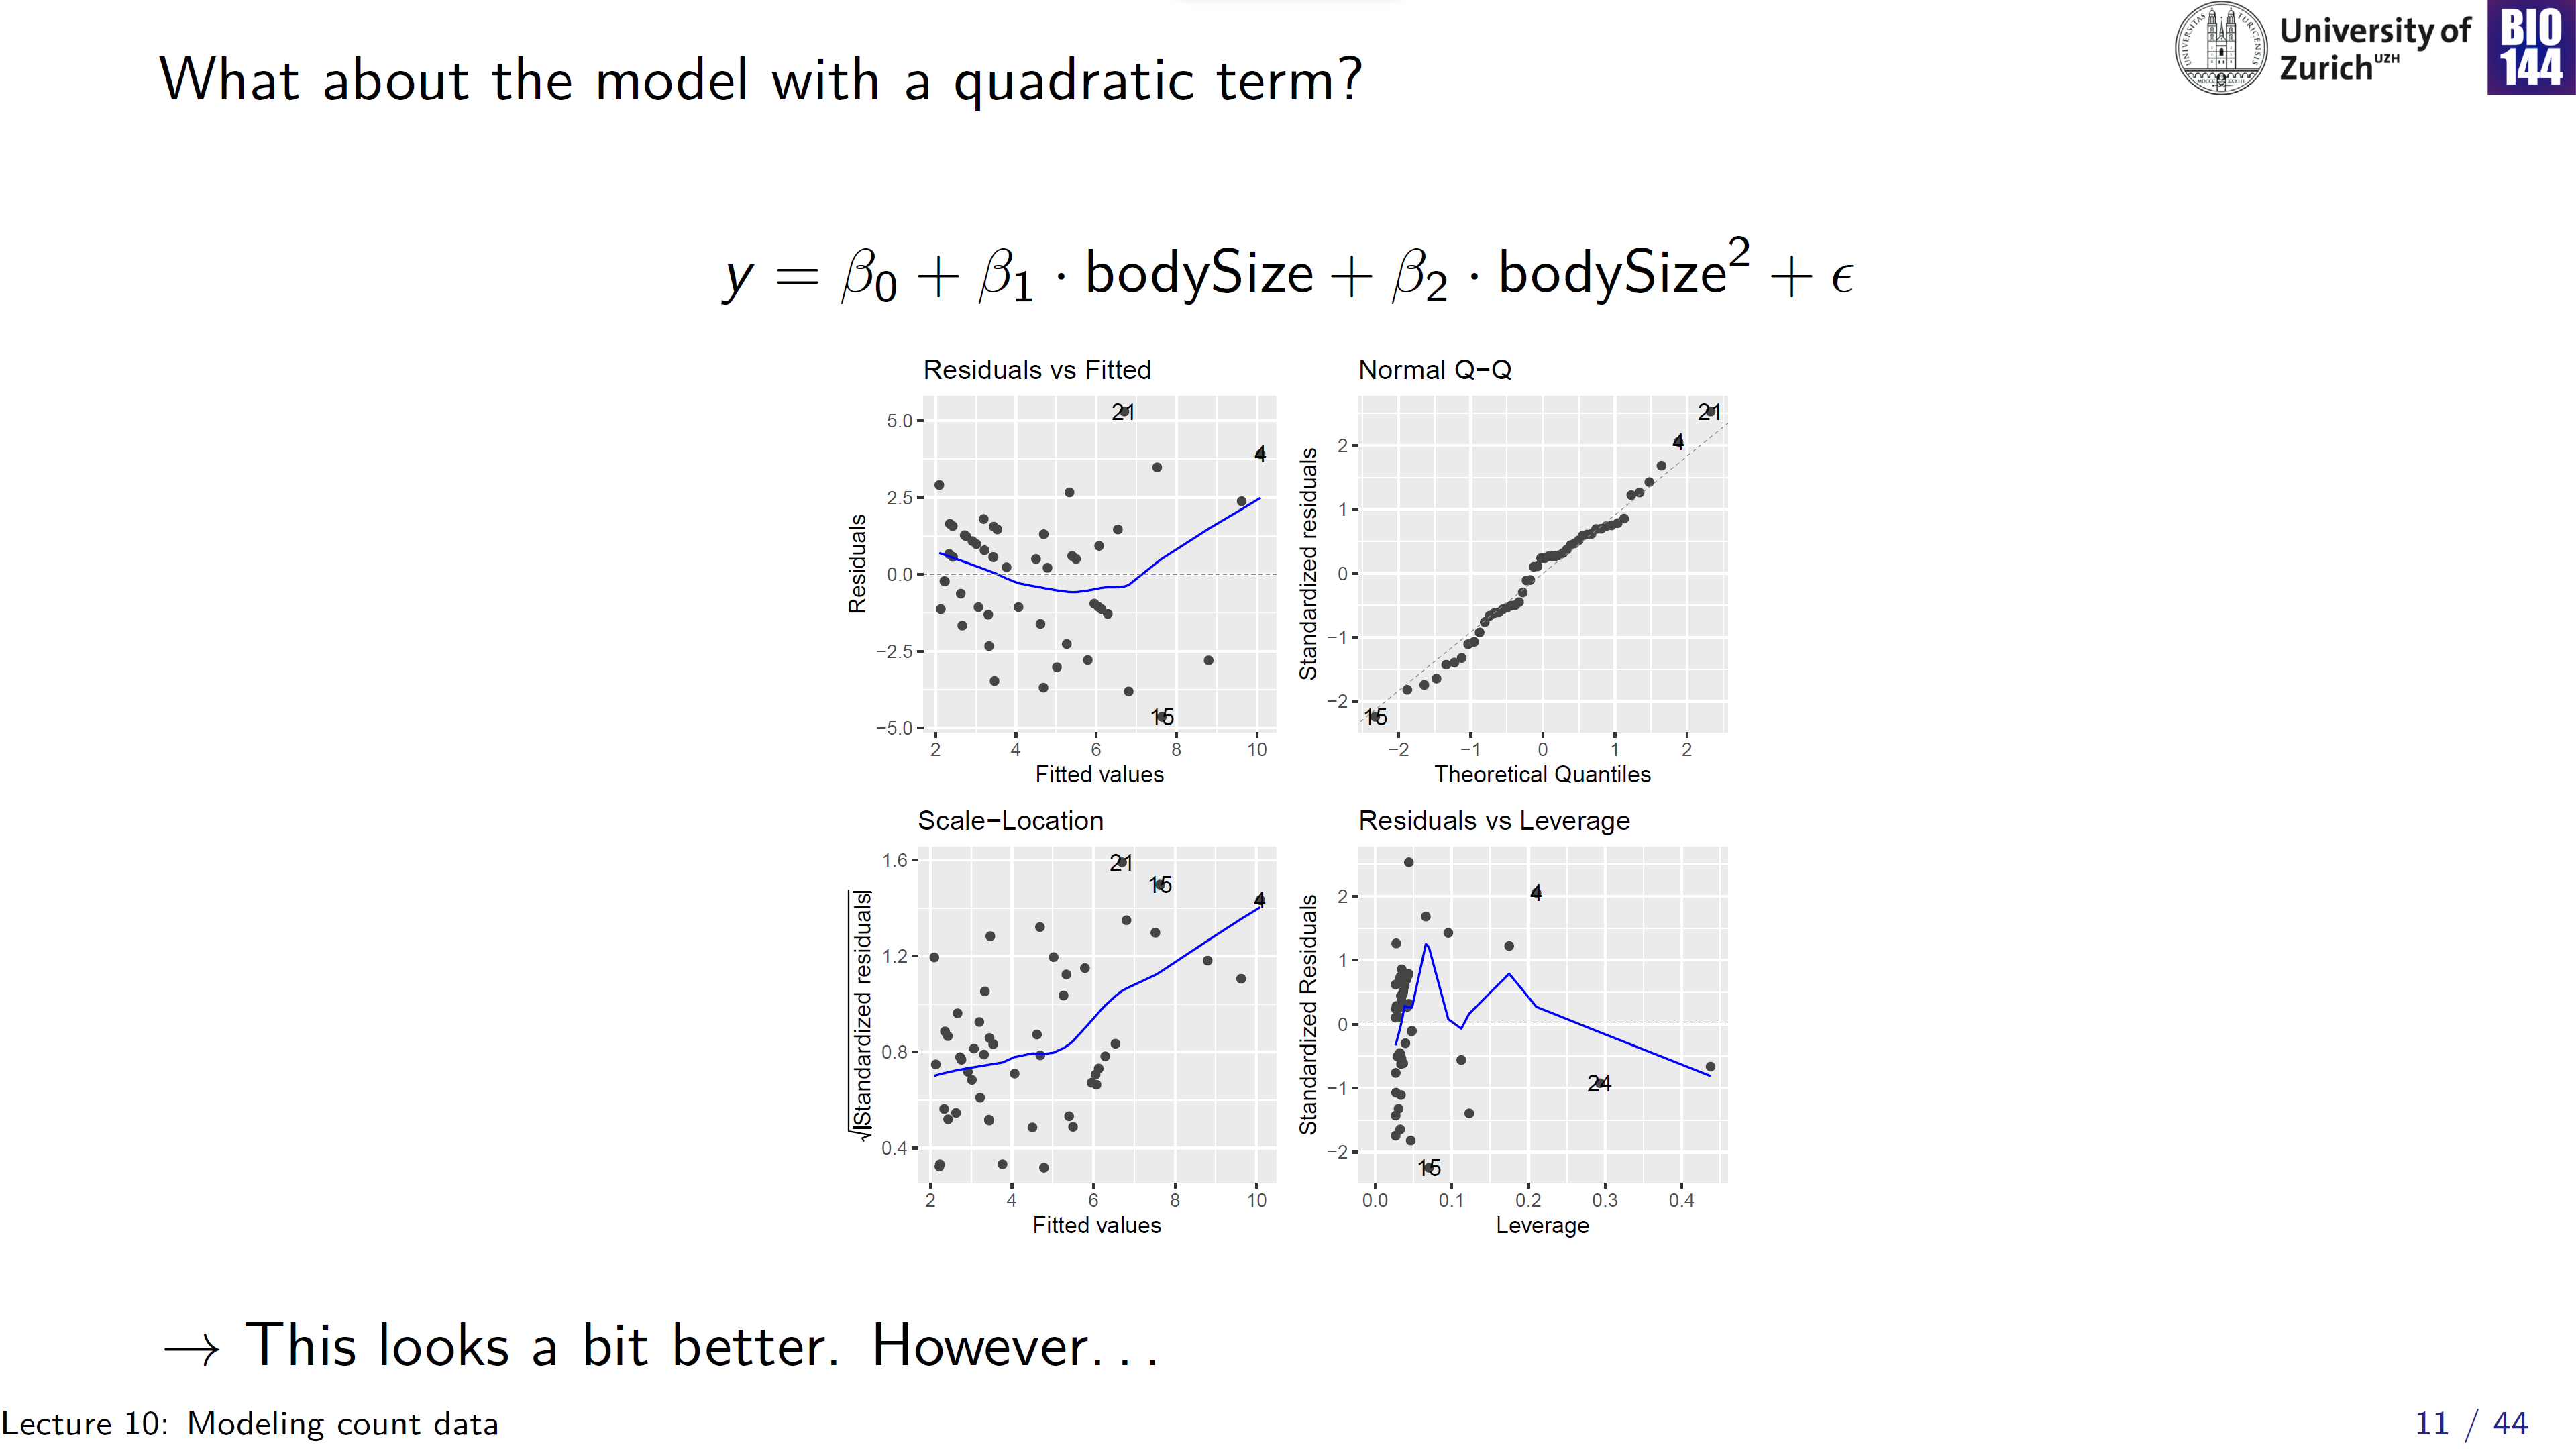 What about the model with a quadratic term?
University of
Zurich UZH
BIO
144
UNIVERSITAS TURICENSIS
y = β₀ + β₁ · bodySize + β₂ · bodySize² + ϵ
Residuals vs Fitted
Residuals
5.0
2.5
0.0
−2.5
−5.0
21
4
15
2 4 6 8 10
Fitted values
Normal Q−Q
Standardized residuals
2
1
0
−1
−2
21
4
15
−2 −1 0 1 2
Theoretical Quantiles
Scale−Location
√|Standardized residuals|
1.6
1.2
0.8
0.4
21
15
4
2 4 6 8 10
Fitted values
Residuals vs Leverage
Standardized Residuals
2
1
0
−1
−2
4
24
15
0.0 0.1 0.2 0.3 0.4
Leverage
→ This looks a bit better. However. . .
Lecture 10: Modeling count data
11 / 44